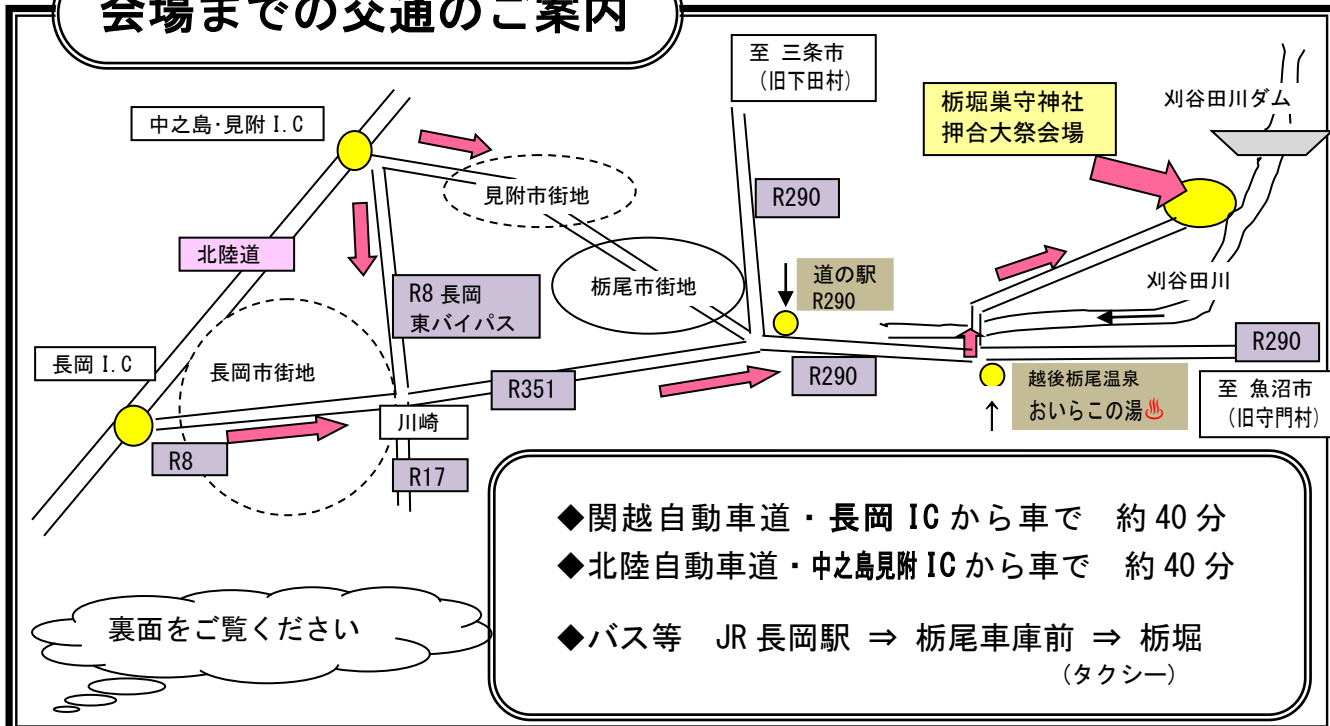 会場までの交通のご案内
至 三条市
（旧下田村）
中之島・見附 I.C
栃堀巣守神社
押合大祭会場
刈谷田川ダム
見附市街地
R290
北陸道
R8 長岡
東バイパス
栃尾市街地
道の駅
R290
刈谷田川
長岡 I.C
長岡市街地
R351
R290
R290
越後栃尾温泉
おいらこの湯♨
至 魚沼市
（旧守門村）
川崎
R8
R17
◆関越自動車道・長岡 IC から車で　約 40 分
◆北陸自動車道・中之島見附 IC から車で　約 40 分
◆バス等　JR 長岡駅 ⇒ 栃尾車庫前 ⇒ 栃堀
（タクシー）
裏面をご覧ください